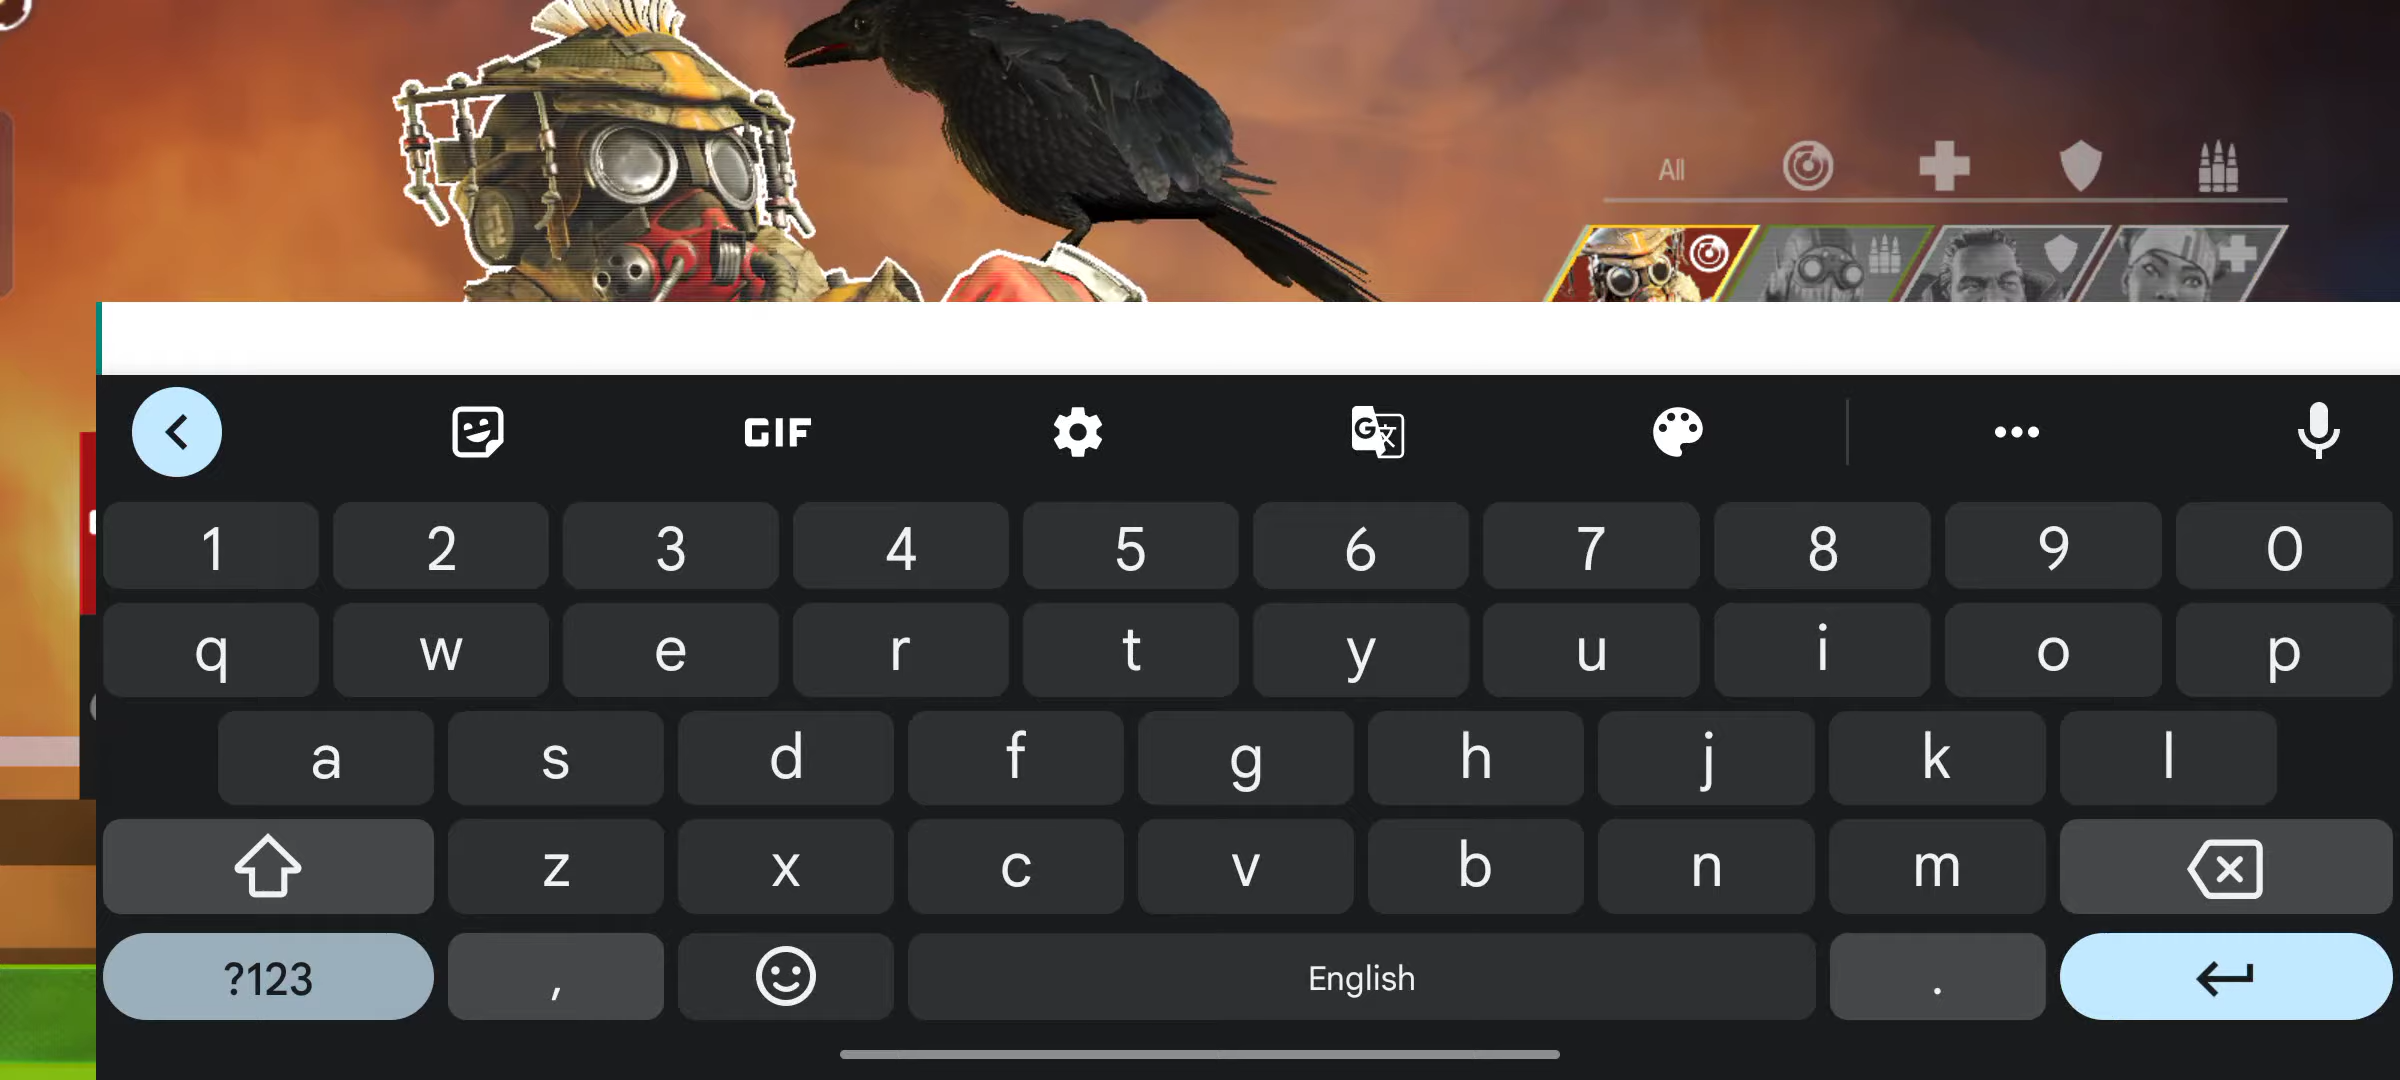 All
GIF
1 2 3 4 5 6 7 8 9 0
q w e r t y u i o p
a s d f g h j k l
z x c v b n m
?123 , English .